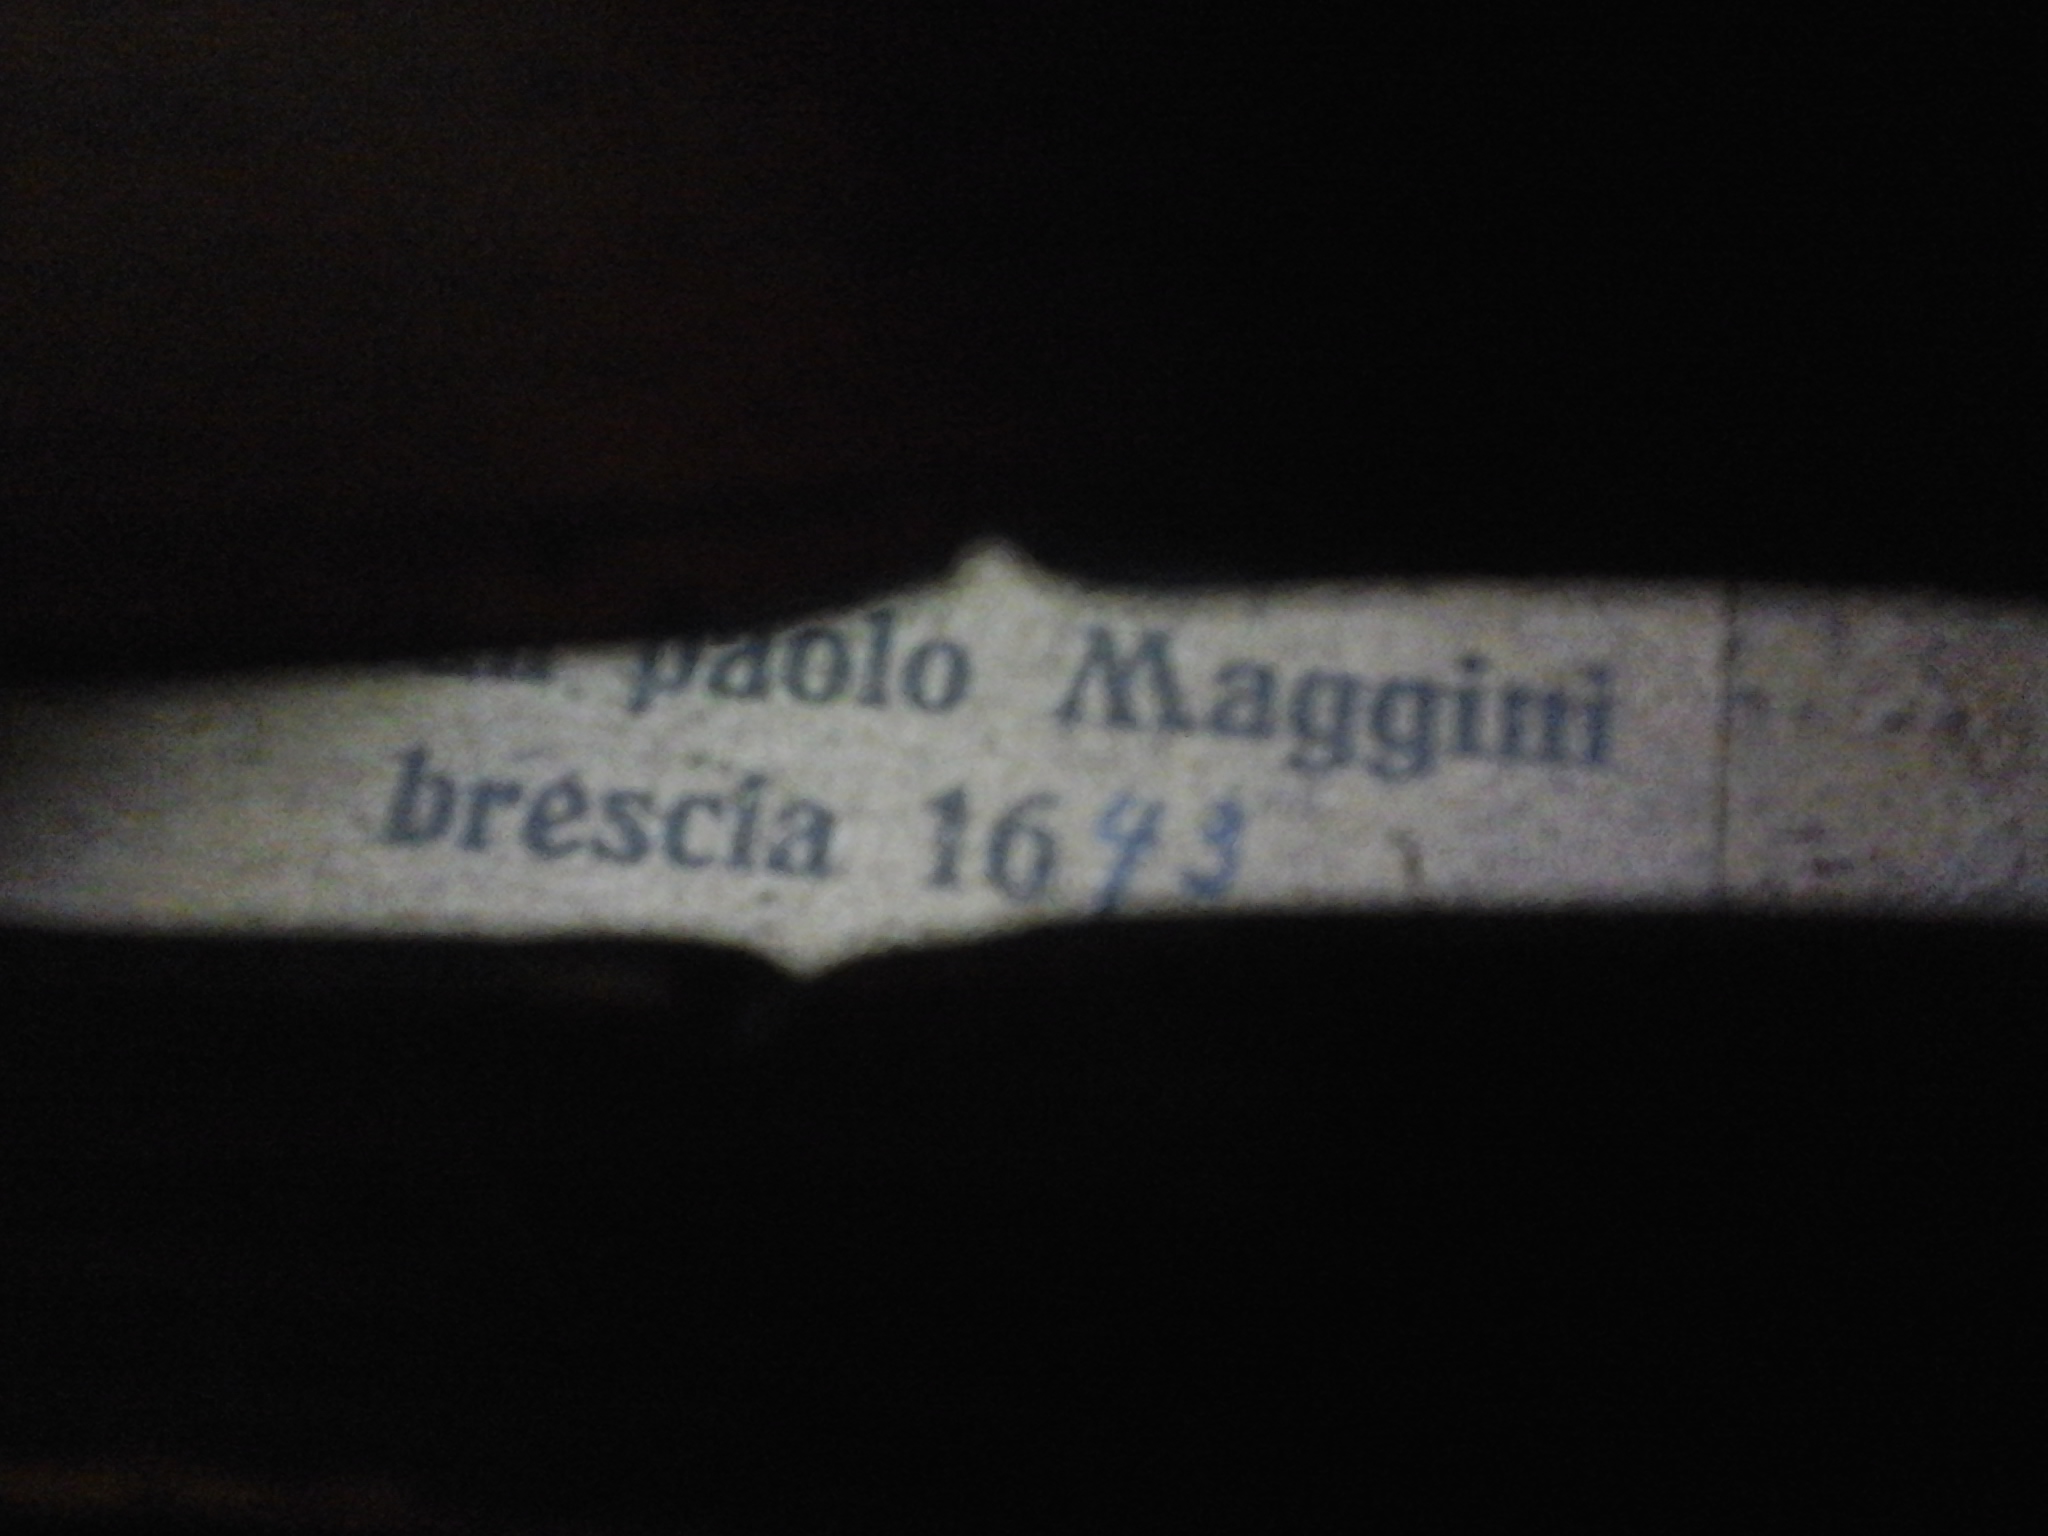 paolo Maggini
brescia 1643